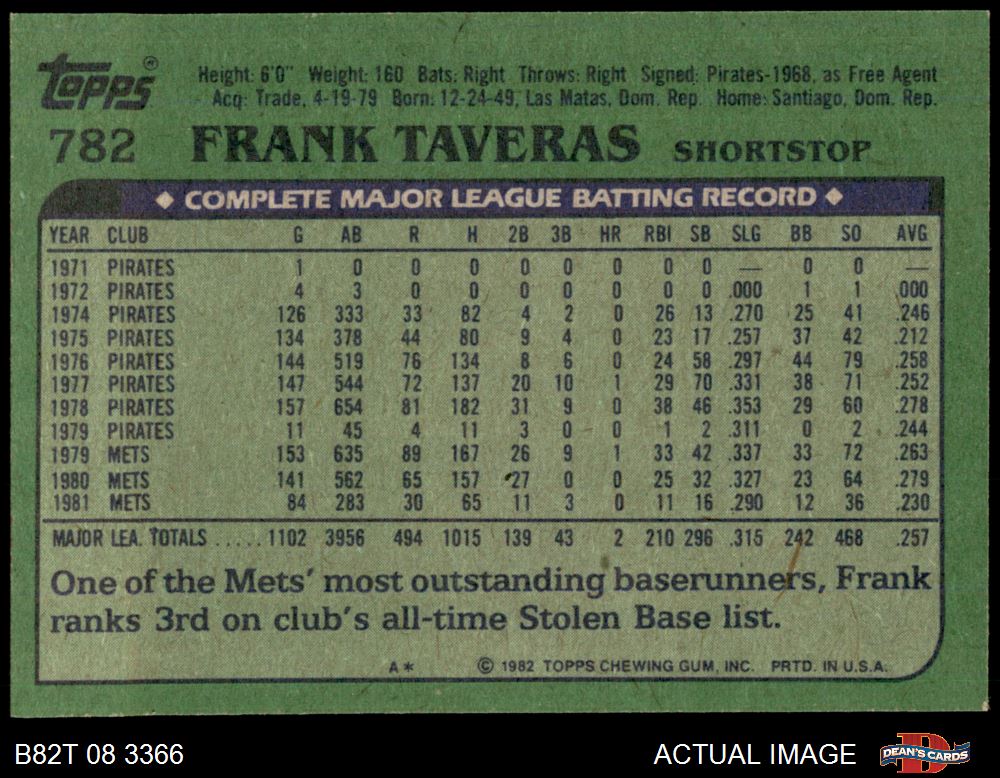 topps®
Height: 6'0" Weight: 160 Bats: Right Throws: Right Signed: Pirates-1968, as Free Agent
Acq: Trade, 4-19-79 Born: 12-24-49, Las Matas, Dom. Rep. Home: Santiago, Dom. Rep.
782 FRANK TAVERAS SHORTSTOP
◆ COMPLETE MAJOR LEAGUE BATTING RECORD ◆
YEAR CLUB G AB R H 2B 3B HR RBI SB SLG BB SO AVG
1971 PIRATES 1 0 0 0 0 0 0 0 0 — 0 0 —
1972 PIRATES 4 3 0 0 0 0 0 0 0 .000 1 1 .000
1974 PIRATES 126 333 33 82 4 2 0 26 13 .270 25 41 .246
1975 PIRATES 134 378 44 80 9 4 0 23 17 .257 37 42 .212
1976 PIRATES 144 519 76 134 8 6 0 24 58 .297 44 79 .258
1977 PIRATES 147 544 72 137 20 10 1 29 70 .331 38 71 .252
1978 PIRATES 157 654 81 182 31 9 0 38 46 .353 29 60 .278
1979 PIRATES 11 45 4 11 3 0 0 1 2 .311 0 2 .244
1979 METS 153 635 89 167 26 9 1 33 42 .337 33 72 .263
1980 METS 141 562 65 157 27 0 0 25 32 .327 23 64 .279
1981 METS 84 283 30 65 11 3 0 11 16 .290 12 36 .230
MAJOR LEA. TOTALS ..... 1102 3956 494 1015 139 43 2 210 296 .315 242 468 .257
One of the Mets' most outstanding baserunners, Frank
ranks 3rd on club's all-time Stolen Base list.
A* © 1982 TOPPS CHEWING GUM, INC. PRTD. IN U.S.A.
B82T 08 3366 ACTUAL IMAGE D DEAN'S CARDS